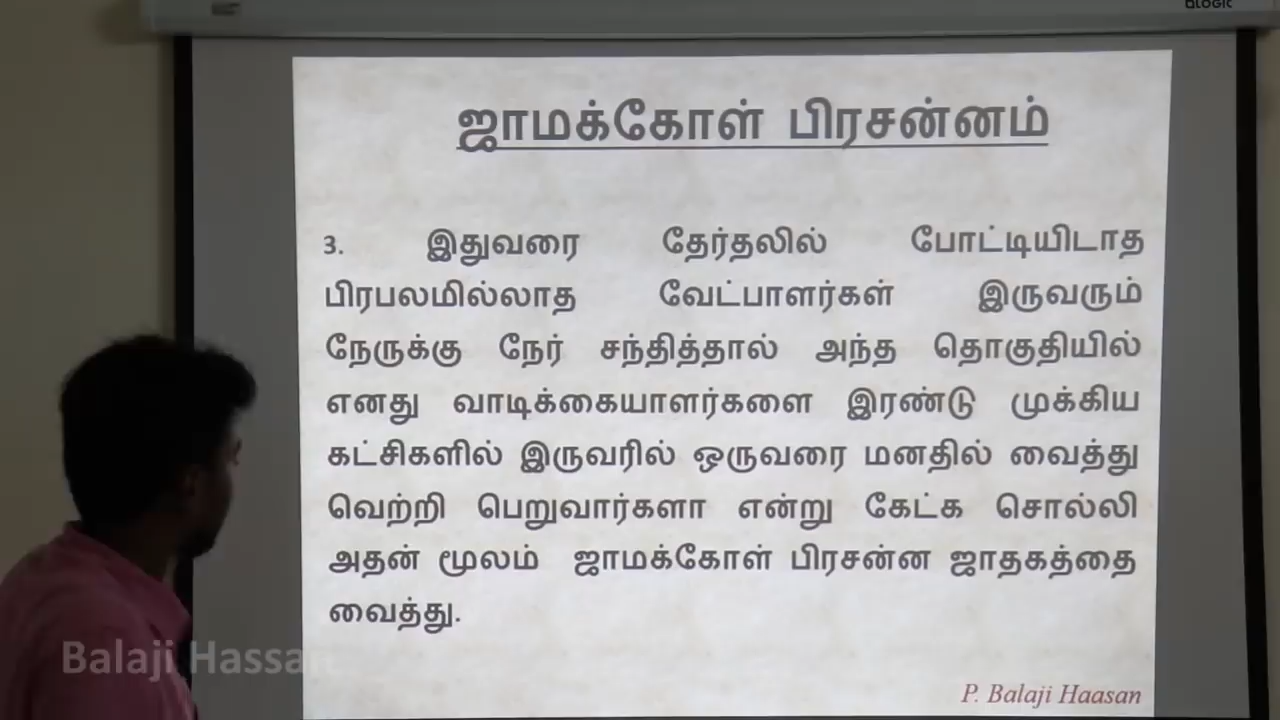 LOGIC
ஜாமக்கோள் பிரசன்னம்
3. இதுவரை தேர்தலில் போட்டியிடாத
பிரபலமில்லாத வேட்பாளர்கள் இருவரும்
நேருக்கு நேர் சந்தித்தால் அந்த தொகுதியில்
எனது வாடிக்கையாளர்களை இரண்டு முக்கிய
கட்சிகளில் இருவரில் ஒருவரை மனதில் வைத்து
வெற்றி பெறுவார்களா என்று கேட்க சொல்லி
அதன் மூலம் ஜாமக்கோள் பிரசன்ன ஜாதகத்தை
வைத்து.
Balaji Hassan
P. Balaji Haasan